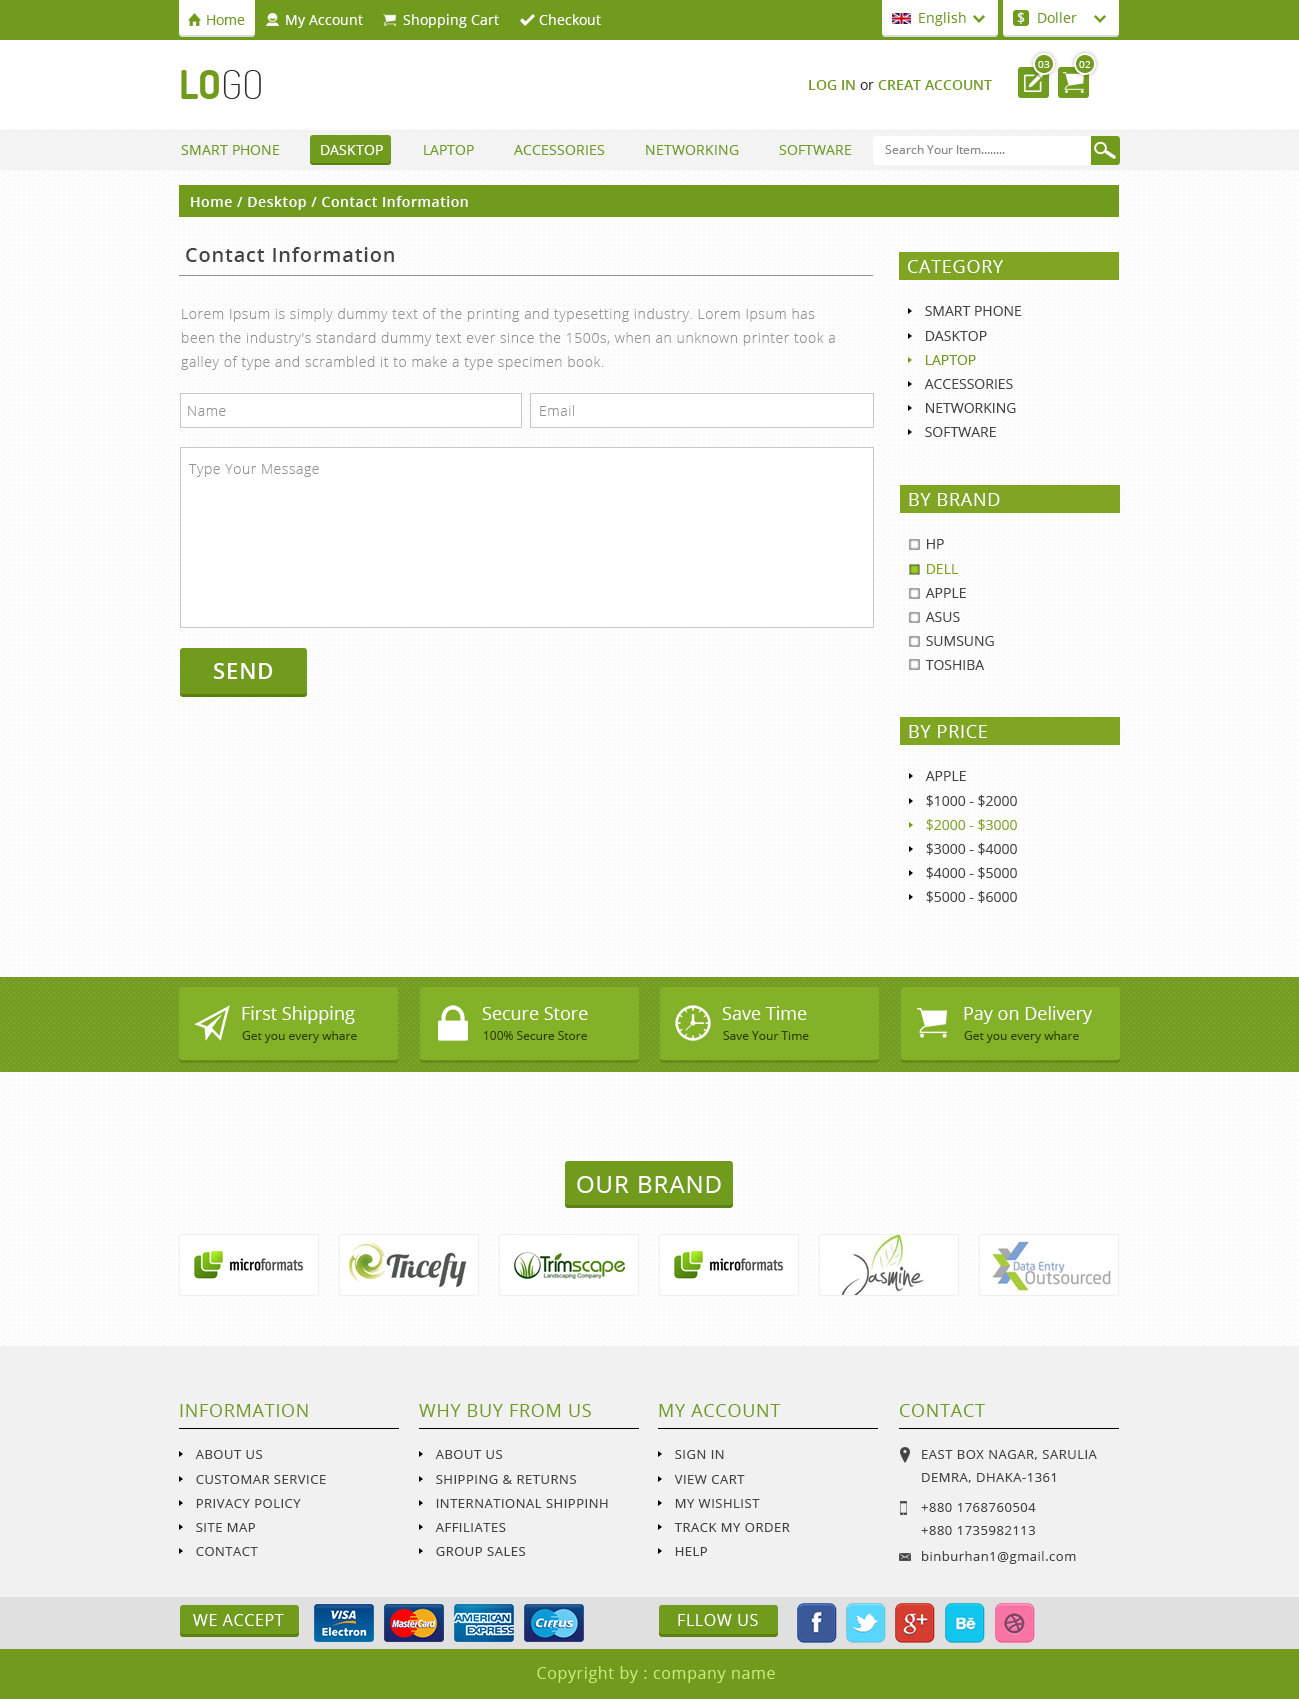 Home My Account Shopping Cart Checkout English $ Doller
LOGO
LOG IN or CREAT ACCOUNT 03 02
SMART PHONE DASKTOP LAPTOP ACCESSORIES NETWORKING SOFTWARE Search Your Item........
Home / Desktop / Contact Information
Contact Information
Lorem Ipsum is simply dummy text of the printing and typesetting industry. Lorem Ipsum has
been the industry's standard dummy text ever since the 1500s, when an unknown printer took a
galley of type and scrambled it to make a type specimen book.
Name Email
Type Your Message
SEND
CATEGORY
SMART PHONE
DASKTOP
LAPTOP
ACCESSORIES
NETWORKING
SOFTWARE
BY BRAND
HP
DELL
APPLE
ASUS
SUMSUNG
TOSHIBA
BY PRICE
APPLE
$1000 - $2000
$2000 - $3000
$3000 - $4000
$4000 - $5000
$5000 - $6000
First Shipping
Get you every whare
Secure Store
100% Secure Store
Save Time
Save Your Time
Pay on Delivery
Get you every whare
OUR BRAND
microformats
Tricefy
Trimscape
Landscaping Company
microformats
Jasmine
Data Entry
Outsourced
INFORMATION
ABOUT US
CUSTOMAR SERVICE
PRIVACY POLICY
SITE MAP
CONTACT
WHY BUY FROM US
ABOUT US
SHIPPING & RETURNS
INTERNATIONAL SHIPPINH
AFFILIATES
GROUP SALES
MY ACCOUNT
SIGN IN
VIEW CART
MY WISHLIST
TRACK MY ORDER
HELP
CONTACT
EAST BOX NAGAR, SARULIA
DEMRA, DHAKA-1361
+880 1768760504
+880 1735982113
binburhan1@gmail.com
WE ACCEPT
VISA
Electron
MasterCard
AMERICAN
EXPRESS
Cirrus
FLLOW US
f g+ Bē
Copyright by : company name